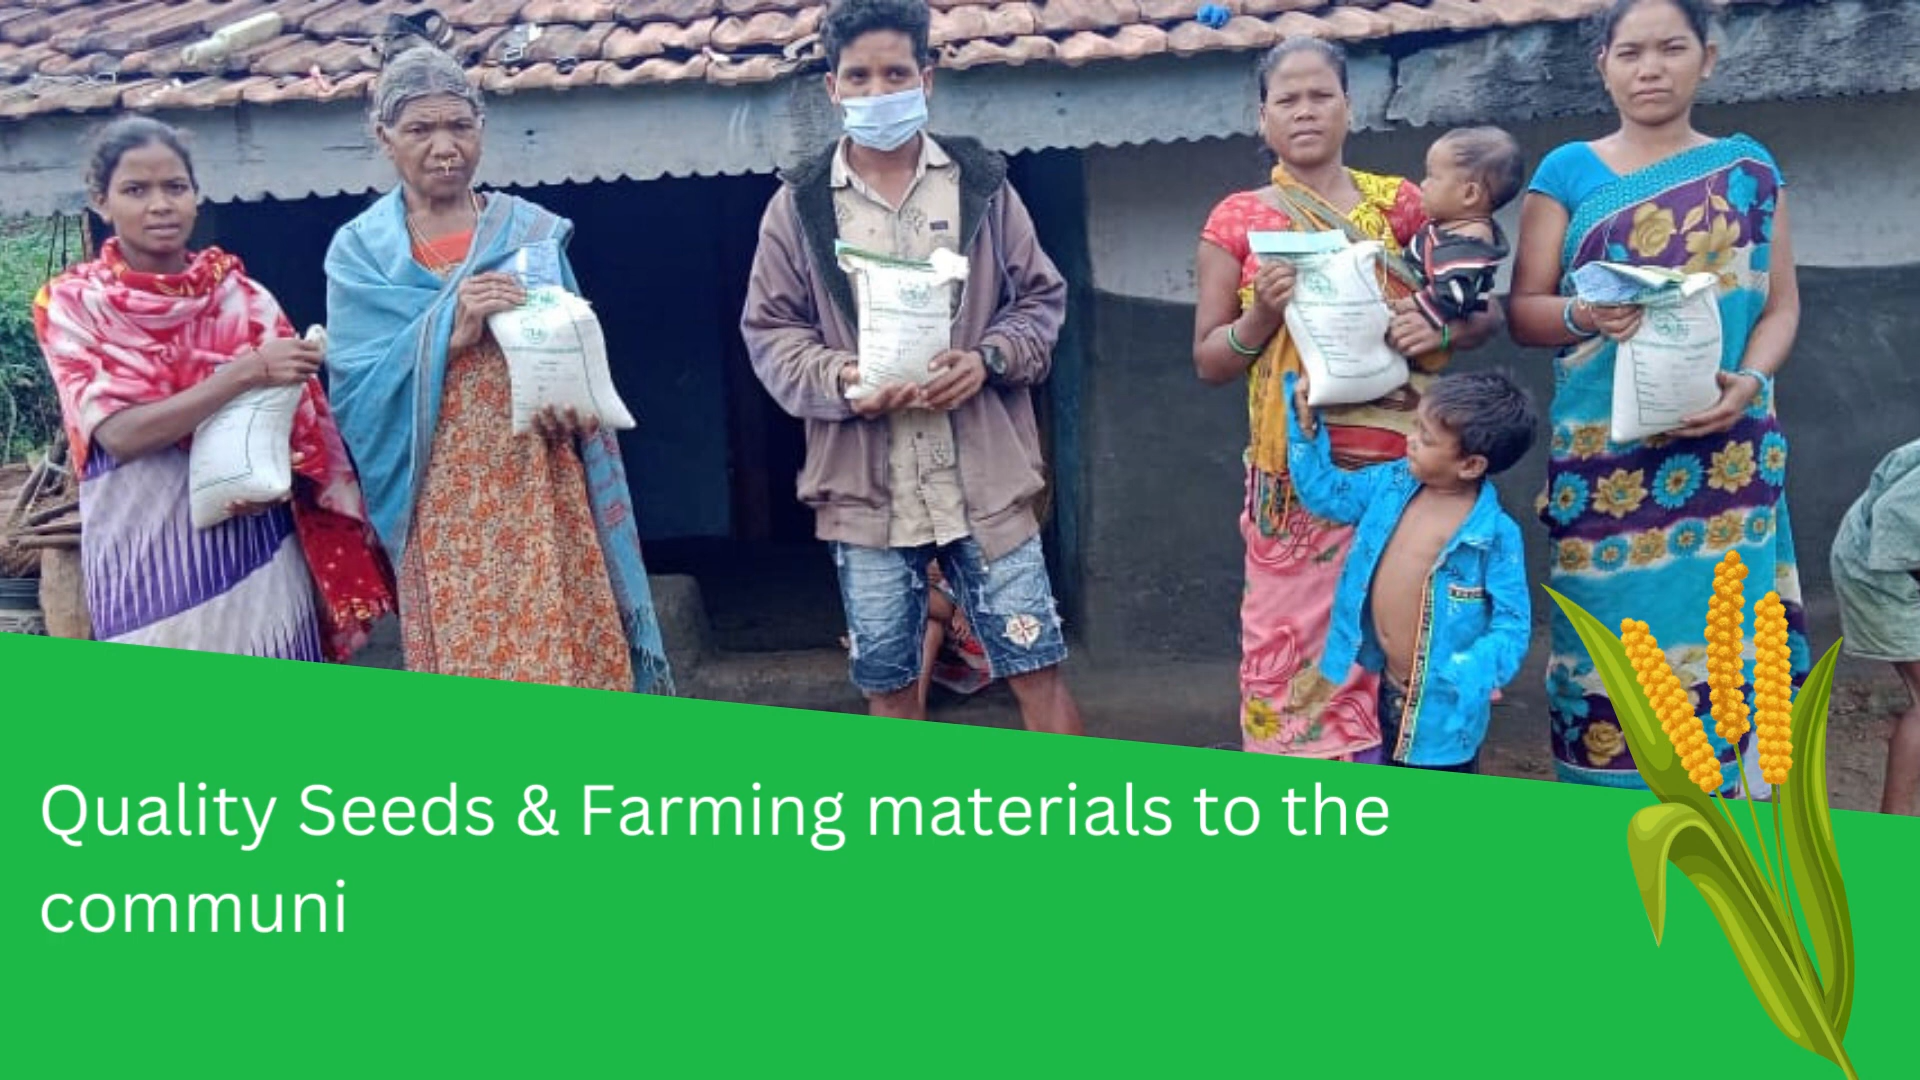 Quality Seeds & Farming materials to the
communi